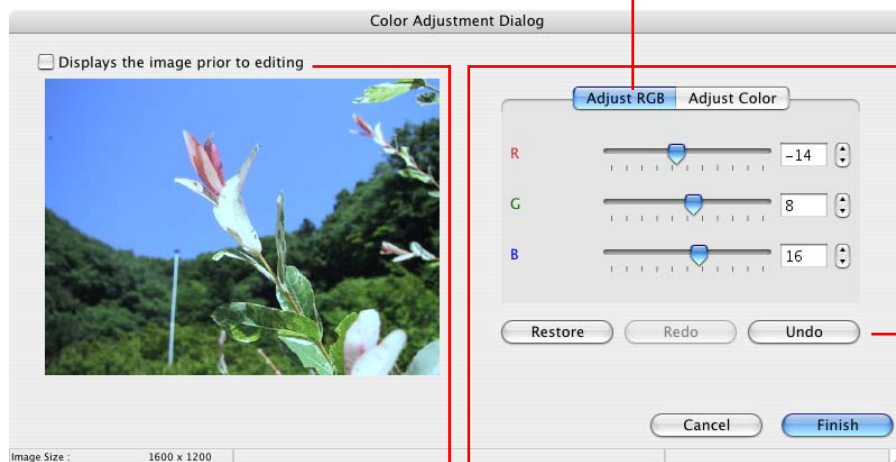 Color Adjustment Dialog
Displays the image prior to editing
Adjust RGB Adjust Color
R -14
G 8
B 16
Restore Redo Undo
Cancel Finish
Image Size : 1600 x 1200